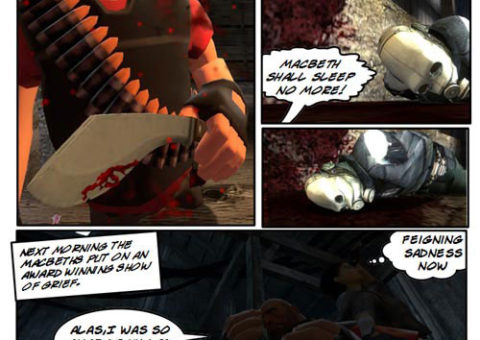 MACBETH
SHALL SLEEP
NO MORE!
NEXT MORNING THE
MACBETHS PUT ON AN
AWARD WINNING SHOW
OF GRIEF.
FEIGNING
SADNESS
NOW
ALAS,I WAS SO